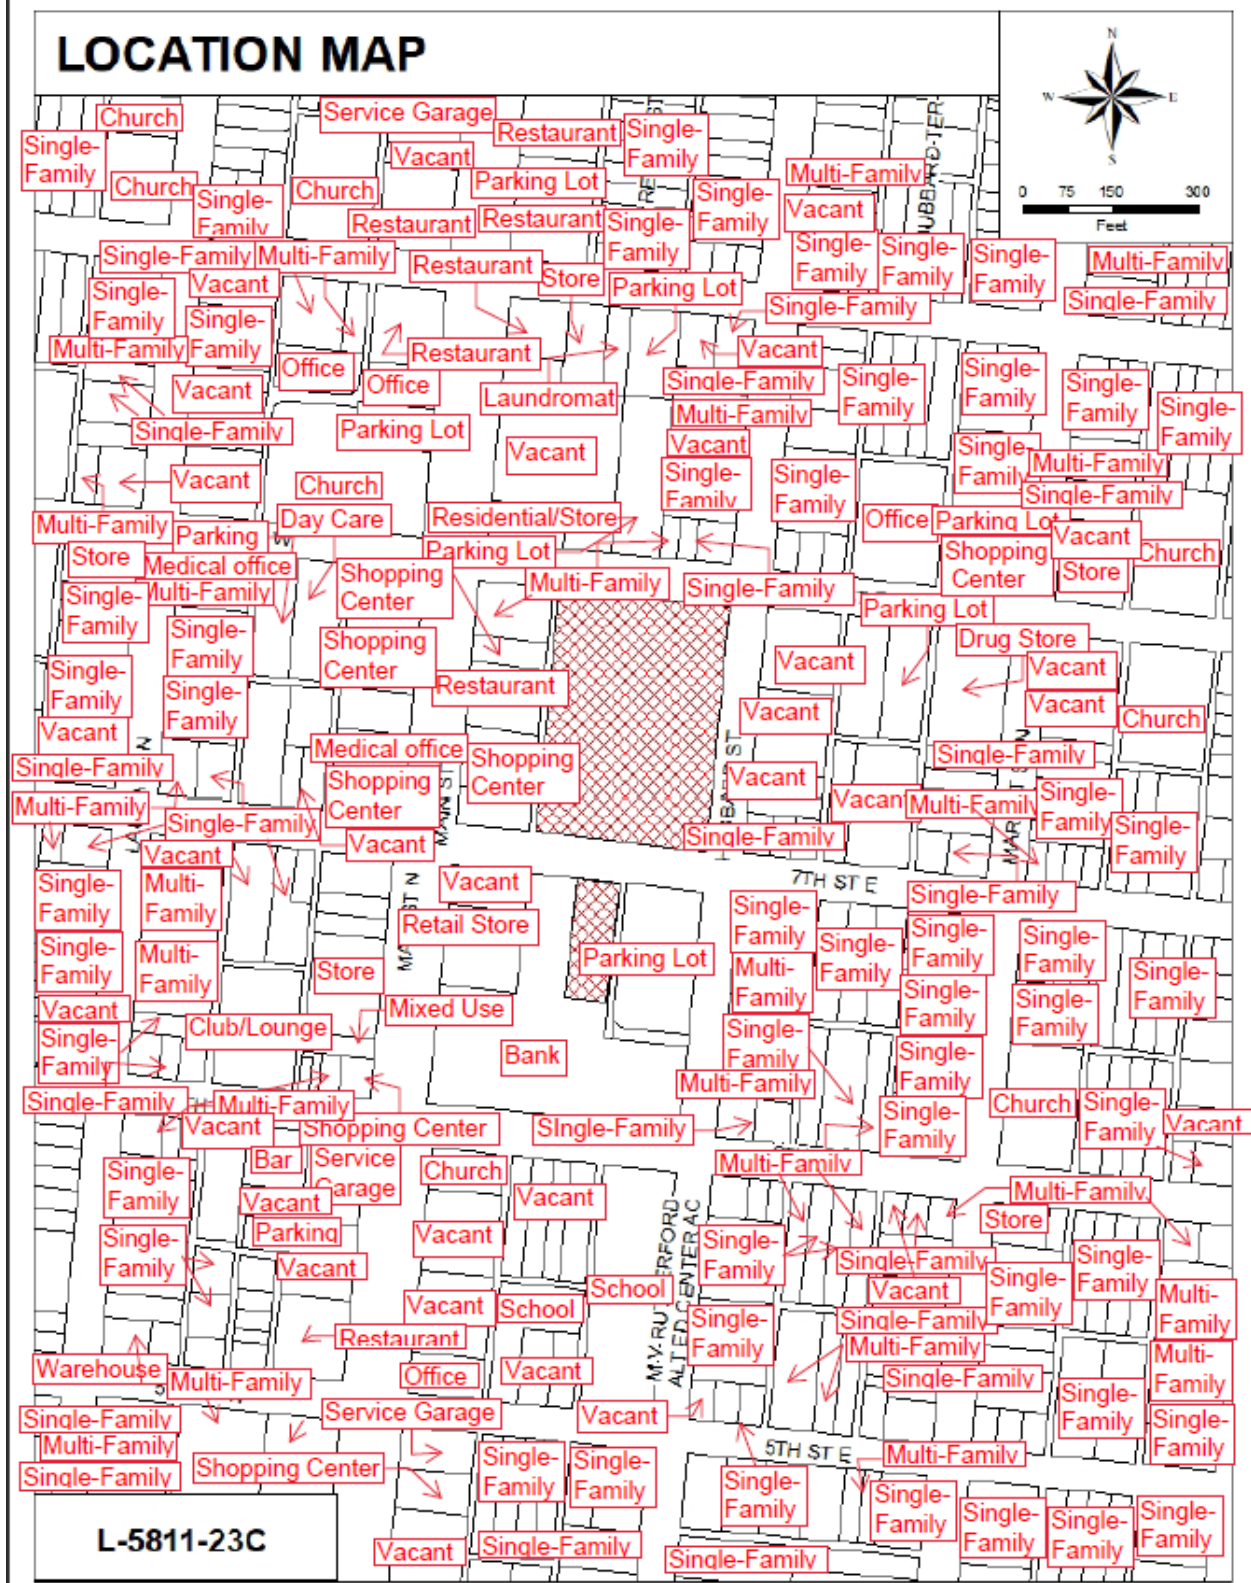 LOCATION MAP
N
W
E
S
0 75 150 300
Feet
Church
Service Garage
Restaurant
Single-
Family
Single-
Family
Vacant
Multi-Family
Church
Church
Parking Lot
Single-
Family
Single-
Family
Vacant
Restaurant
Restaurant
Single-
Family
HUBBARD TER
Single-Family
Multi-Family
Restaurant
Store
Parking Lot
Single-
Family
Single-
Family
Single-
Family
Multi-Family
Single-Family
Vacant
Single-
Family
Single-
Family
Single-Family
Multi-Family
Restaurant
Vacant
Office
Office
Laundromat
Single-Family
Single-
Family
Single-
Family
Single-
Family
Single-
Family
Vacant
Single-Family
Parking Lot
Multi-Family
Vacant
Vacant
Single-
Family
Single-
Family
Single-
Family
Multi-Family
Single-Family
Vacant
Church
Multi-Family
Parking
Day Care
Residential/Store
Office
Parking Lot
Vacant
Store
Medical office
Parking Lot
Shopping
Center
Church
Multi-Family
Shopping
Center
Multi-Family
Single-Family
Store
Single-
Family
Single-
Family
Shopping
Center
Parking Lot
Drug Store
Vacant
Vacant
Single-
Family
Single-
Family
Restaurant
Vacant
Vacant
Church
Vacant
Medical office
Shopping
Center
Single-Family
Single-Family
Shopping
Center
Vacant
Vacant
Multi-Family
Single-
Family
Multi-Family
Single-Family
Vacant
Single-Family
Single-
Family
MAIN ST N
Vacant
Single-
Family
Multi-
Family
Vacant
7TH ST E
Single-Family
Retail Store
Single-
Family
Single-
Family
Single-
Family
Single-
Family
Single-
Family
Multi-
Family
Store
Parking Lot
Multi-
Family
Single-
Family
Single-
Family
Single-
Family
Vacant
Mixed Use
Club/Lounge
Single-
Family
Single-
Family
Bank
Single-
Family
Multi-Family
Single-Family
Multi-Family
Church
Single-
Family
Vacant
Vacant
Shopping Center
SIngle-Family
Single-
Family
Bar
Service
Garage
Church
Multi-Family
Single-
Family
Vacant
Vacant
Multi-Family
Parking
Vacant
Store
Single-
Family
Vacant
Single-
Family
Single-Family
Single-
Family
School
Vacant
Single-
Family
Vacant
School
Multi-
Family
M-V-RUTHERFORD-
ALTED CENTER AC
Single-
Family
Single-Family
Restaurant
Multi-Family
Multi-
Family
Warehouse
Multi-Family
Office
Vacant
Single-Family
Single-
Family
Single-Family
Service Garage
Vacant
Single-
Family
Multi-Family
5TH ST E
Multi-Family
Single-Family
Shopping Center
Single-
Family
Single-
Family
Single-
Family
Single-
Family
Single-
Family
Single-
Family
Single-
Family
L-5811-23C
Vacant
Single-Family
Single-Family